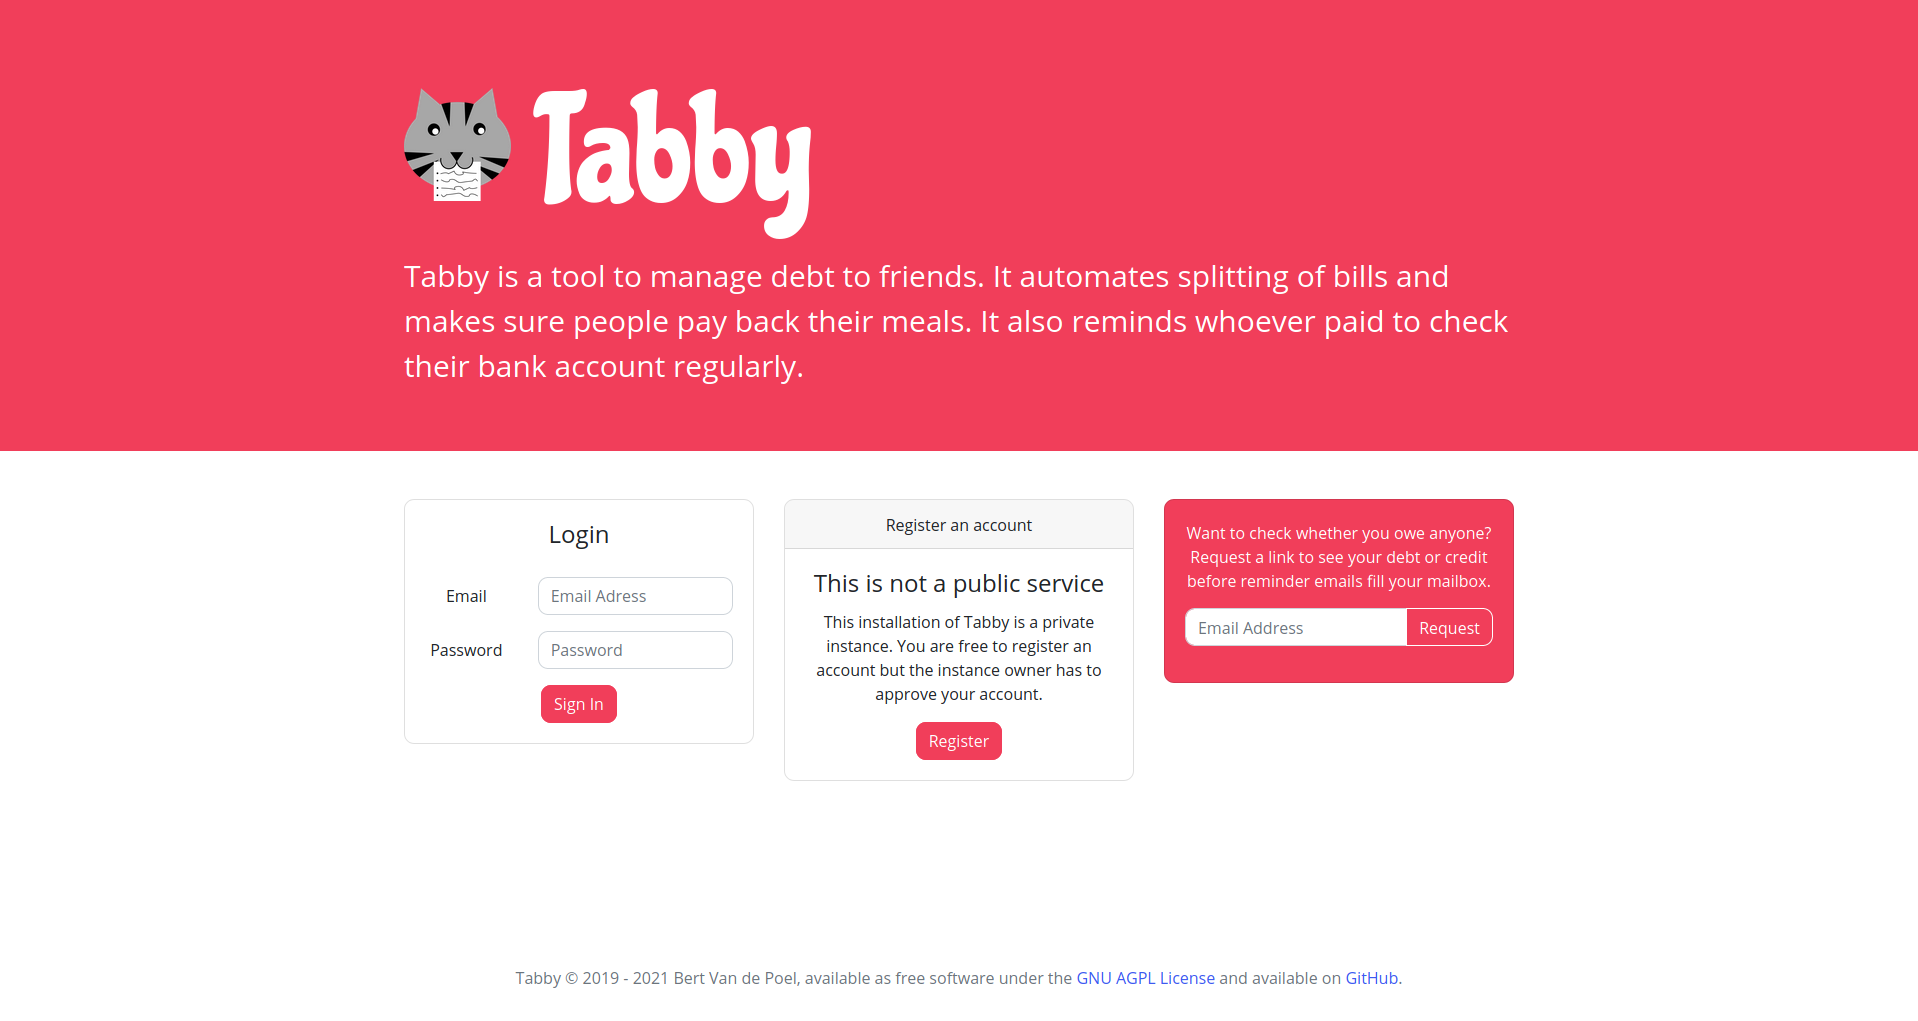 Tabby
Tabby is a tool to manage debt to friends. It automates splitting of bills and
makes sure people pay back their meals. It also reminds whoever paid to check
their bank account regularly.
Login
Email
Email Adress
Password
Password
Sign In
Register an account
This is not a public service
This installation of Tabby is a private
instance. You are free to register an
account but the instance owner has to
approve your account.
Register
Want to check whether you owe anyone?
Request a link to see your debt or credit
before reminder emails fill your mailbox.
Email Address
Request
Tabby © 2019 - 2021 Bert Van de Poel, available as free software under the GNU AGPL License and available on GitHub.